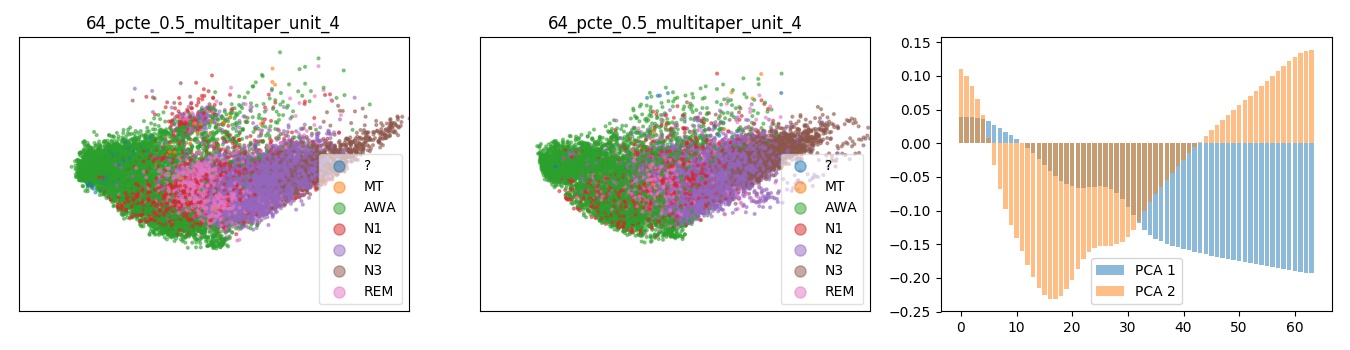 64_pcte_0.5_multitaper_unit_4
?
MT
AWA
N1
N2
N3
REM
64_pcte_0.5_multitaper_unit_4
?
MT
AWA
N1
N2
N3
REM
0.15
0.10
0.05
0.00
−0.05
−0.10
−0.15
−0.20
−0.25
PCA 1
PCA 2
0 10 20 30 40 50 60